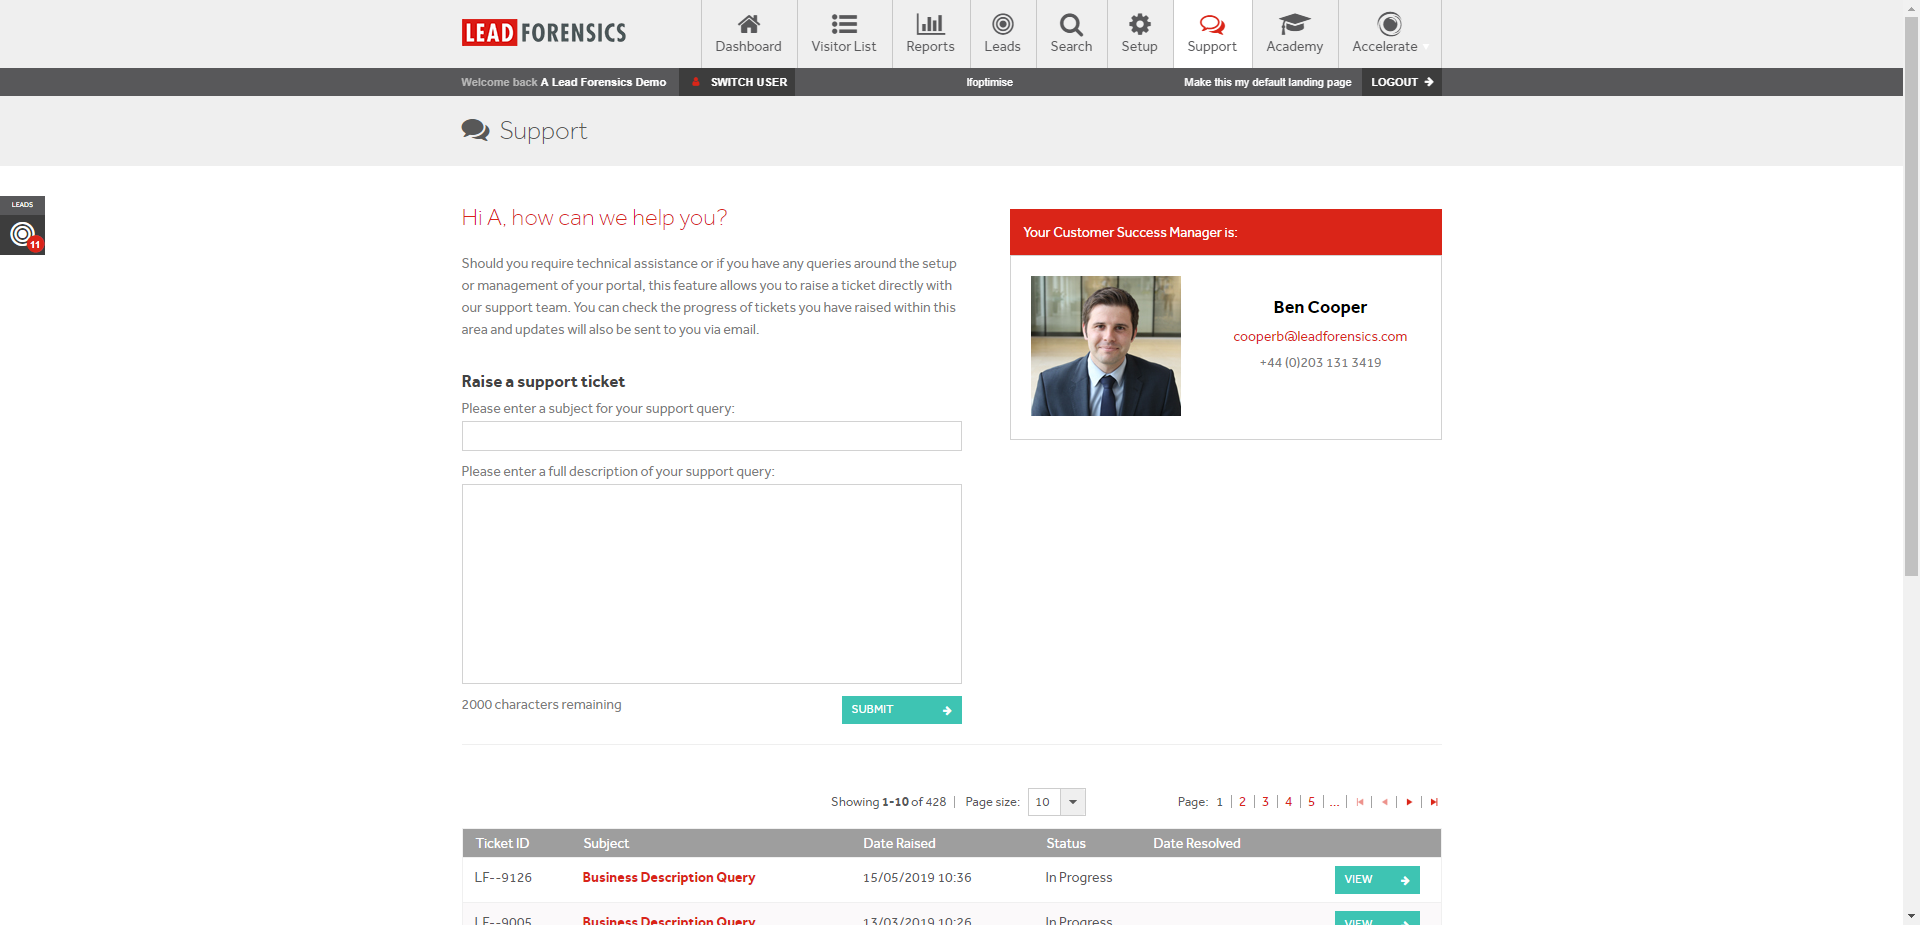 LEAD FORENSICS
Dashboard
Visitor List
Reports
Leads
Search
Setup
Support
Academy
Accelerate
Welcome back A Lead Forensics Demo
SWITCH USER
lfoptimise
Make this my default landing page
LOGOUT
Support
LEADS
11
Hi A, how can we help you?
Should you require technical assistance or if you have any queries around the setup
or management of your portal, this feature allows you to raise a ticket directly with
our support team. You can check the progress of tickets you have raised within this
area and updates will also be sent to you via email.
Raise a support ticket
Please enter a subject for your support query:
Please enter a full description of your support query:
2000 characters remaining
SUBMIT
Your Customer Success Manager is:
Ben Cooper
cooperb@leadforensics.com
+44 (0)203 131 3419
Showing 1-10 of 428 | Page size: 10
Page: 1 | 2 | 3 | 4 | 5 | ... |
Ticket ID Subject Date Raised Status Date Resolved
LF--9126 Business Description Query 15/05/2019 10:36 In Progress VIEW
LF--9005 Business Description Query 13/03/2019 10:26 In Progress VIEW